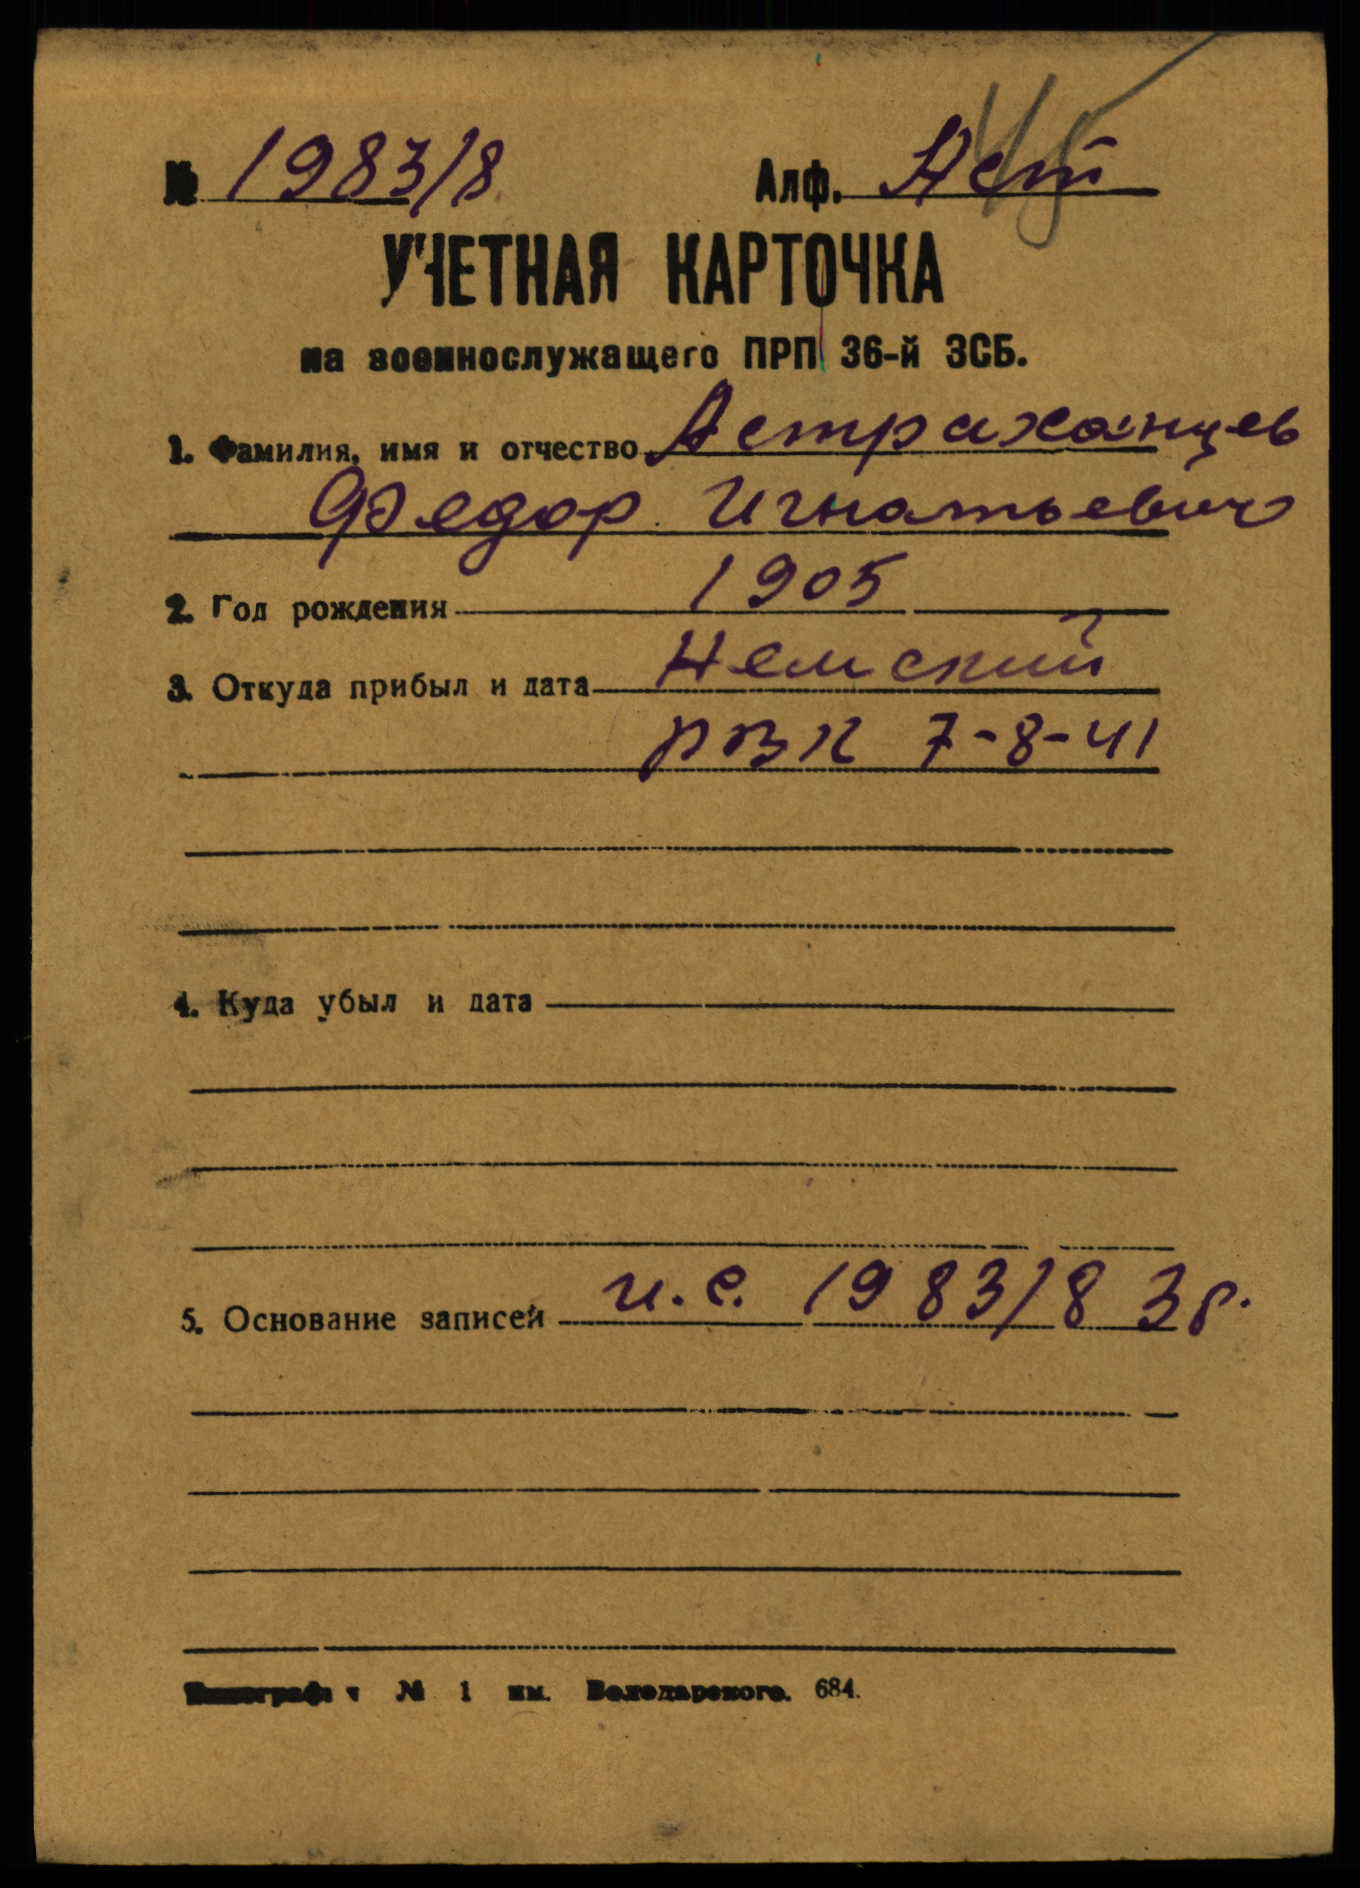 № 1983/8 Алф. Аст
УЧЕТНАЯ КАРТОЧКА
на военнослужащего ПРП 36-й ЗСБ.
1. Фамилия, имя и отчество Астраханцев
Федор Игнатьевич
2. Год рождения 1905
3. Откуда прибыл и дата Немский
РВК 7-8-41
4. Куда убыл и дата
5. Основание записей и.с. 1983/8 3г.
Типография № 1 им. Володарского. 684.